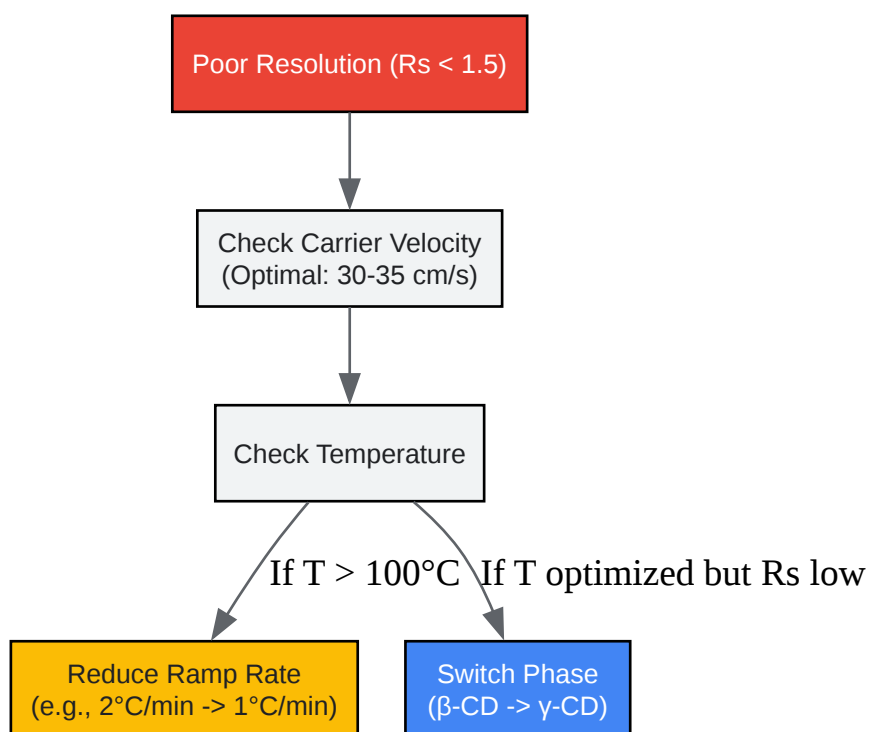 Poor Resolution (Rs < 1.5)
Check Carrier Velocity
(Optimal: 30-35 cm/s)
Check Temperature
If T > 100°C
If T optimized but Rs low
Reduce Ramp Rate
(e.g., 2°C/min -> 1°C/min)
Switch Phase
(β-CD -> γ-CD)